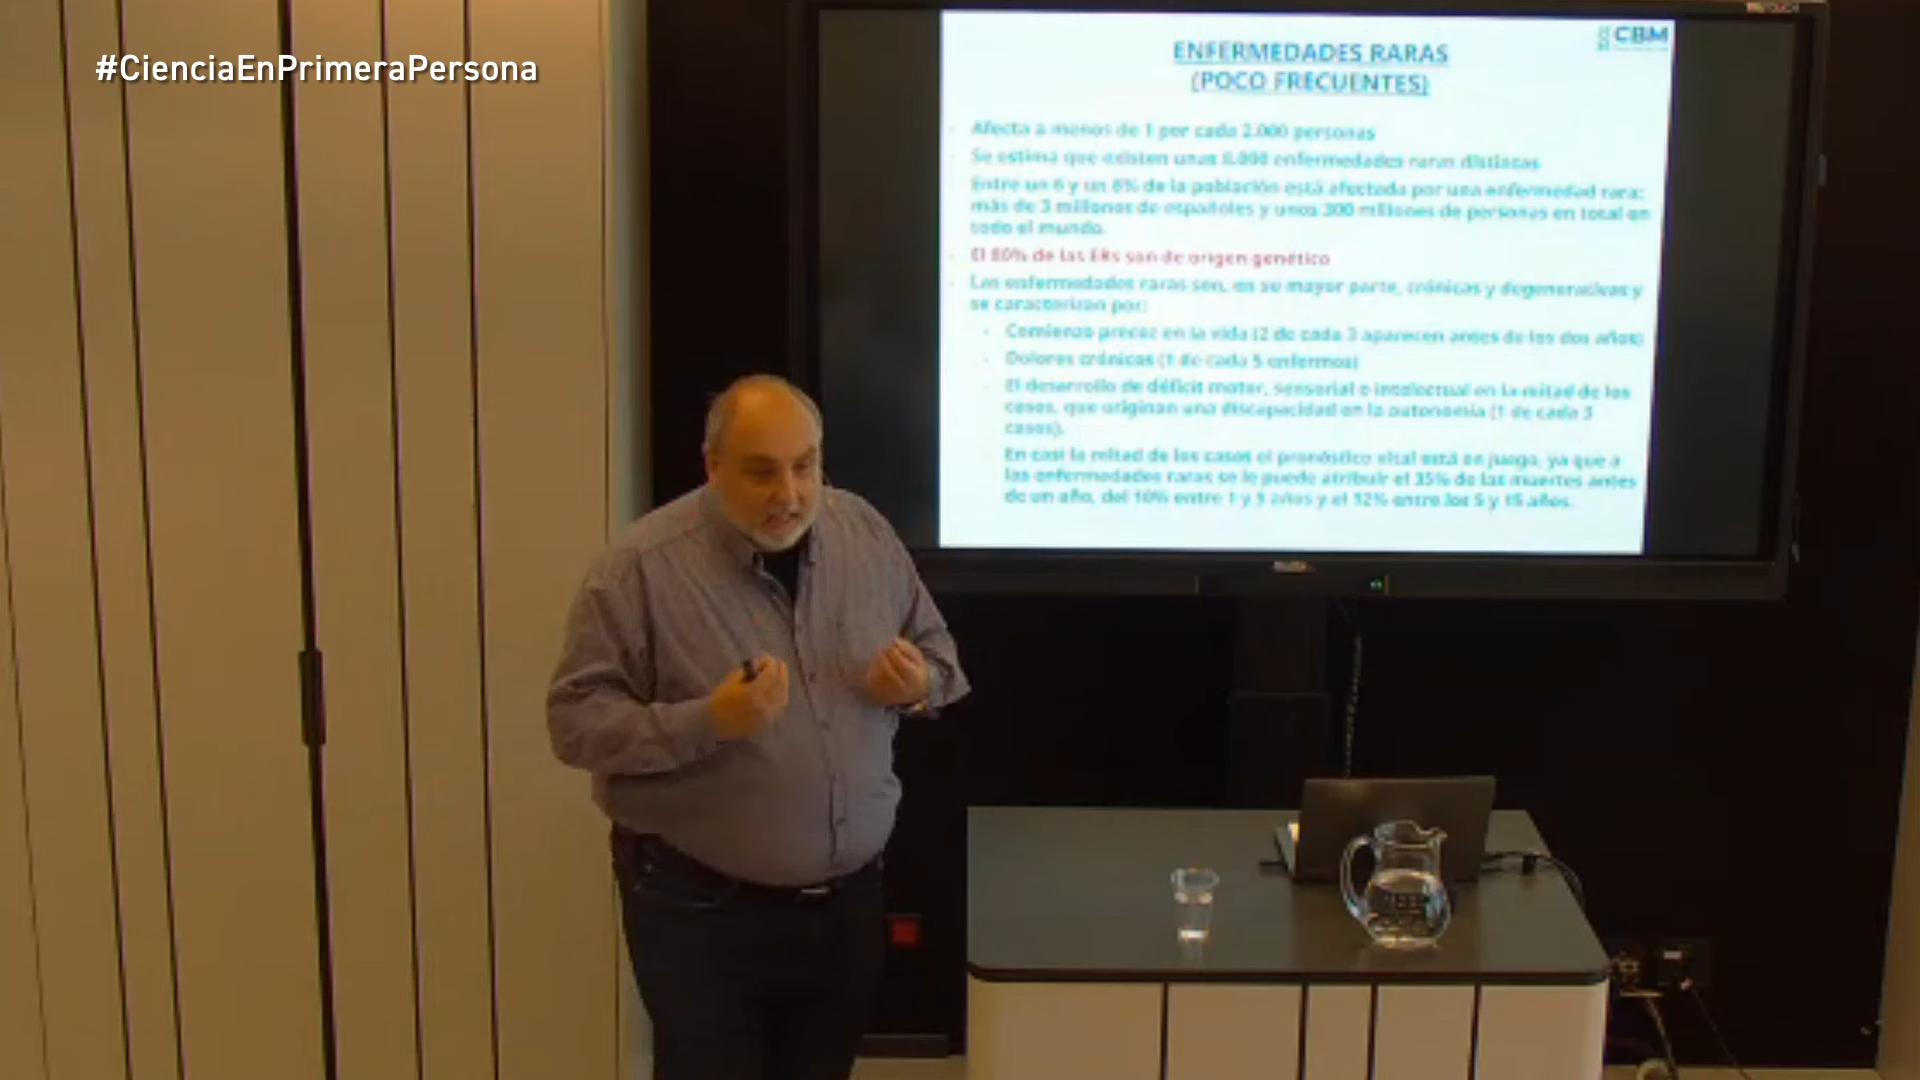 #CienciaEnPrimeraPersona
CBM
ENFERMEDADES RARAS
(POCO FRECUENTES)
Afecta a menos de 1 por cada 2.000 personas
Se estima que existen unas 8.000 enfermedades raras distintas
Entre un 6 y un 8% de la población está afectada por una enfermedad rara:
más de 3 millones de españoles y unos 300 millones de personas en total en
todo el mundo.
El 80% de las ERs son de origen genético
Las enfermedades raras son, en su mayor parte, crónicas y degenerativas y
se caracterizan por:
Comienzo precoz en la vida (2 de cada 3 aparecen antes de los dos años)
Dolores crónicos (1 de cada 5 enfermos)
El desarrollo de déficit motor, sensorial o intelectual en la mitad de los
casos, que originan una discapacidad en la autonomía (1 de cada 3
casos).
En casi la mitad de los casos el pronóstico vital está en juego, ya que a
las enfermedades raras se le puede atribuir el 35% de las muertes antes
de un año, del 10% entre 1 y 5 años y el 12% entre los 5 y 15 años.